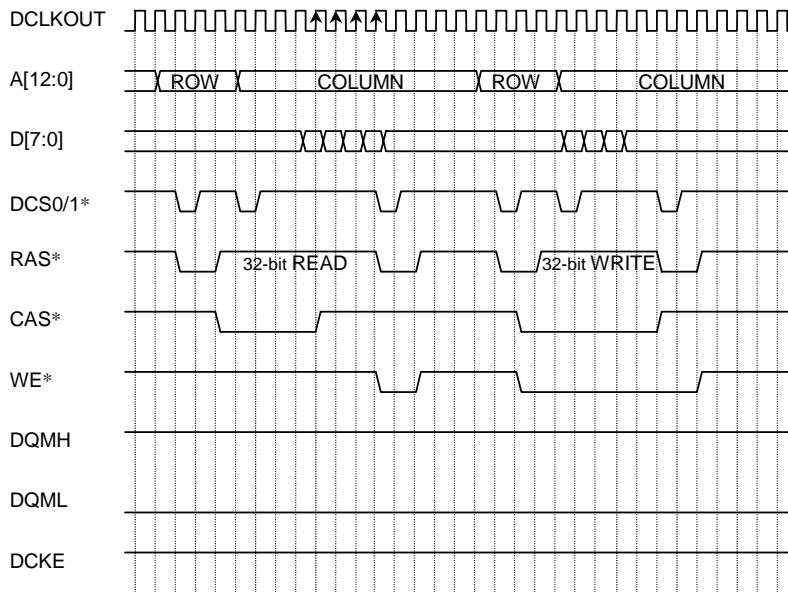 DCLKOUT
A[12:0] ROW COLUMN ROW COLUMN
D[7:0]
DCS0/1*
RAS* 32-bit READ 32-bit WRITE
CAS*
WE*
DQMH
DQML
DCKE